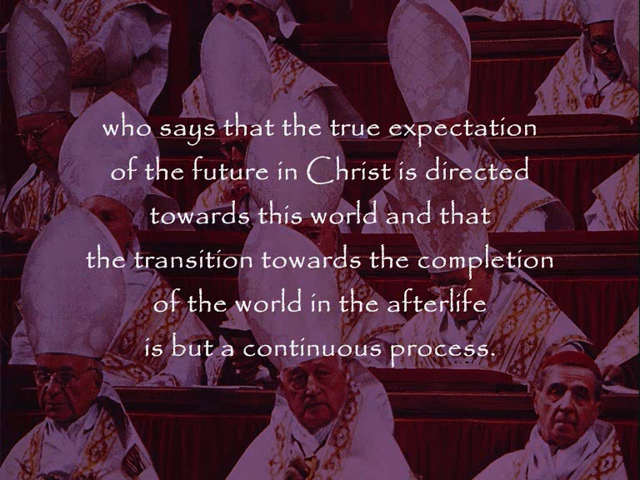 who says that the true expectation
of the future in Christ is directed
towards this world and that
the transition towards the completion
of the world in the afterlife
is but a continuous process.